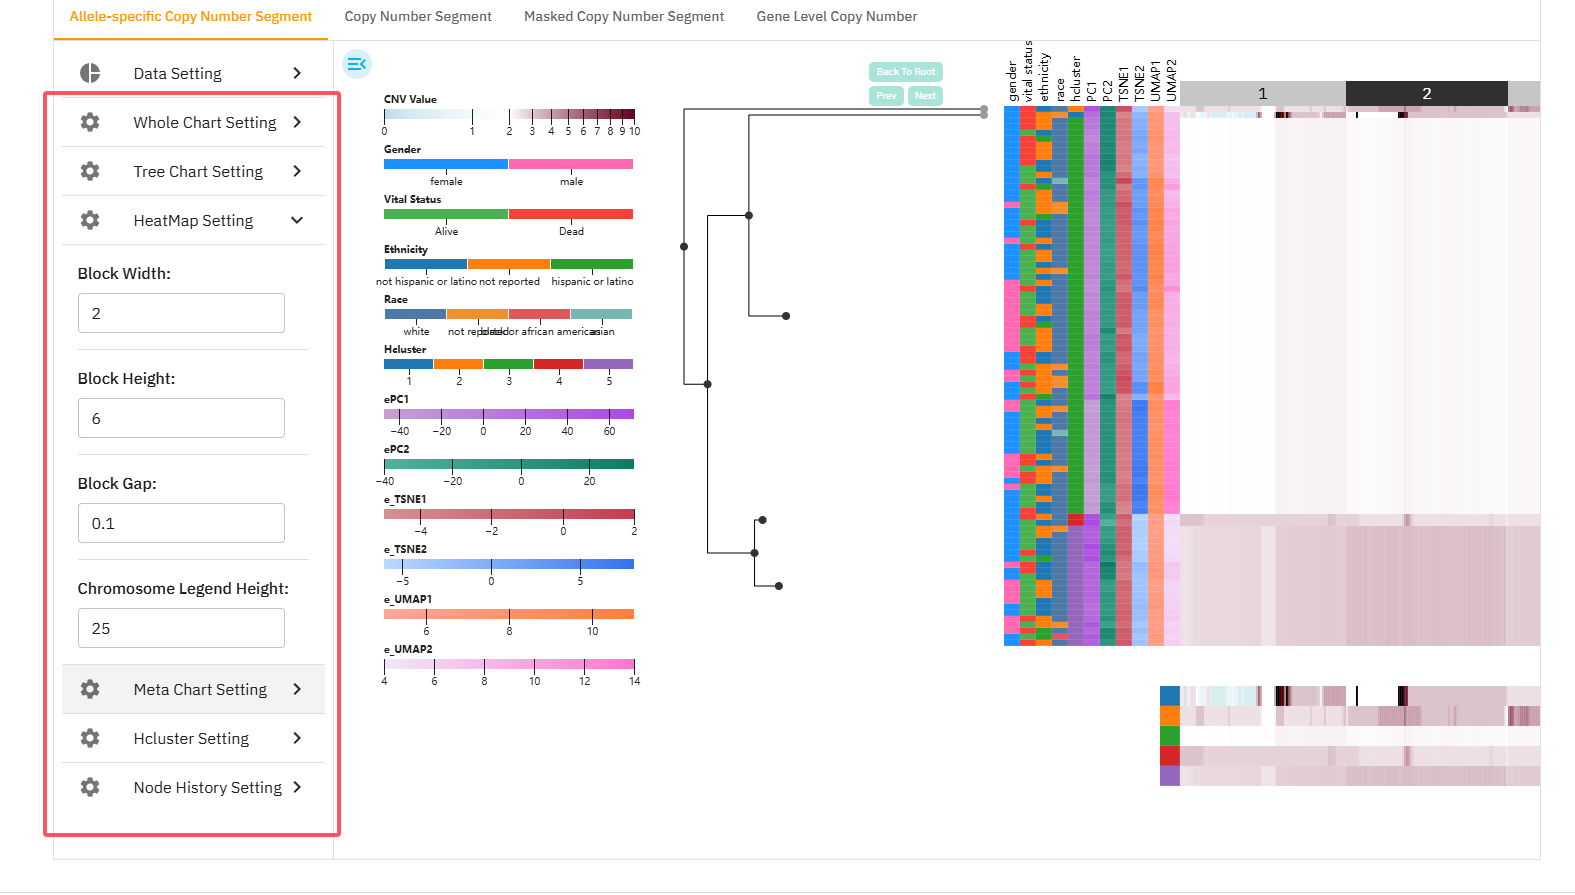 Allele-specific Copy Number Segment
Copy Number Segment
Masked Copy Number Segment
Gene Level Copy Number
Data Setting
Whole Chart Setting
Tree Chart Setting
HeatMap Setting
Block Width:
2
Block Height:
6
Block Gap:
0.1
Chromosome Legend Height:
25
Meta Chart Setting
Hcluster Setting
Node History Setting
CNV Value
0 1 2 3 4 5 6 7 8 9 10
Gender
female male
Vital Status
Alive Dead
Ethnicity
not hispanic or latino not reported hispanic or latino
Race
white not reported black or african american asian
Hcluster
1 2 3 4 5
ePC1
−40 −20 0 20 40 60
ePC2
−40 −20 0 20
e_TSNE1
−4 −2 0 2
e_TSNE2
−5 0 5
e_UMAP1
6 8 10
e_UMAP2
4 6 8 10 12 14
Back To Root
Prev Next
gender
vital status
ethnicity
race
hcluster
PC1
PC2
TSNE1
TSNE2
UMAP1
UMAP2
1 2